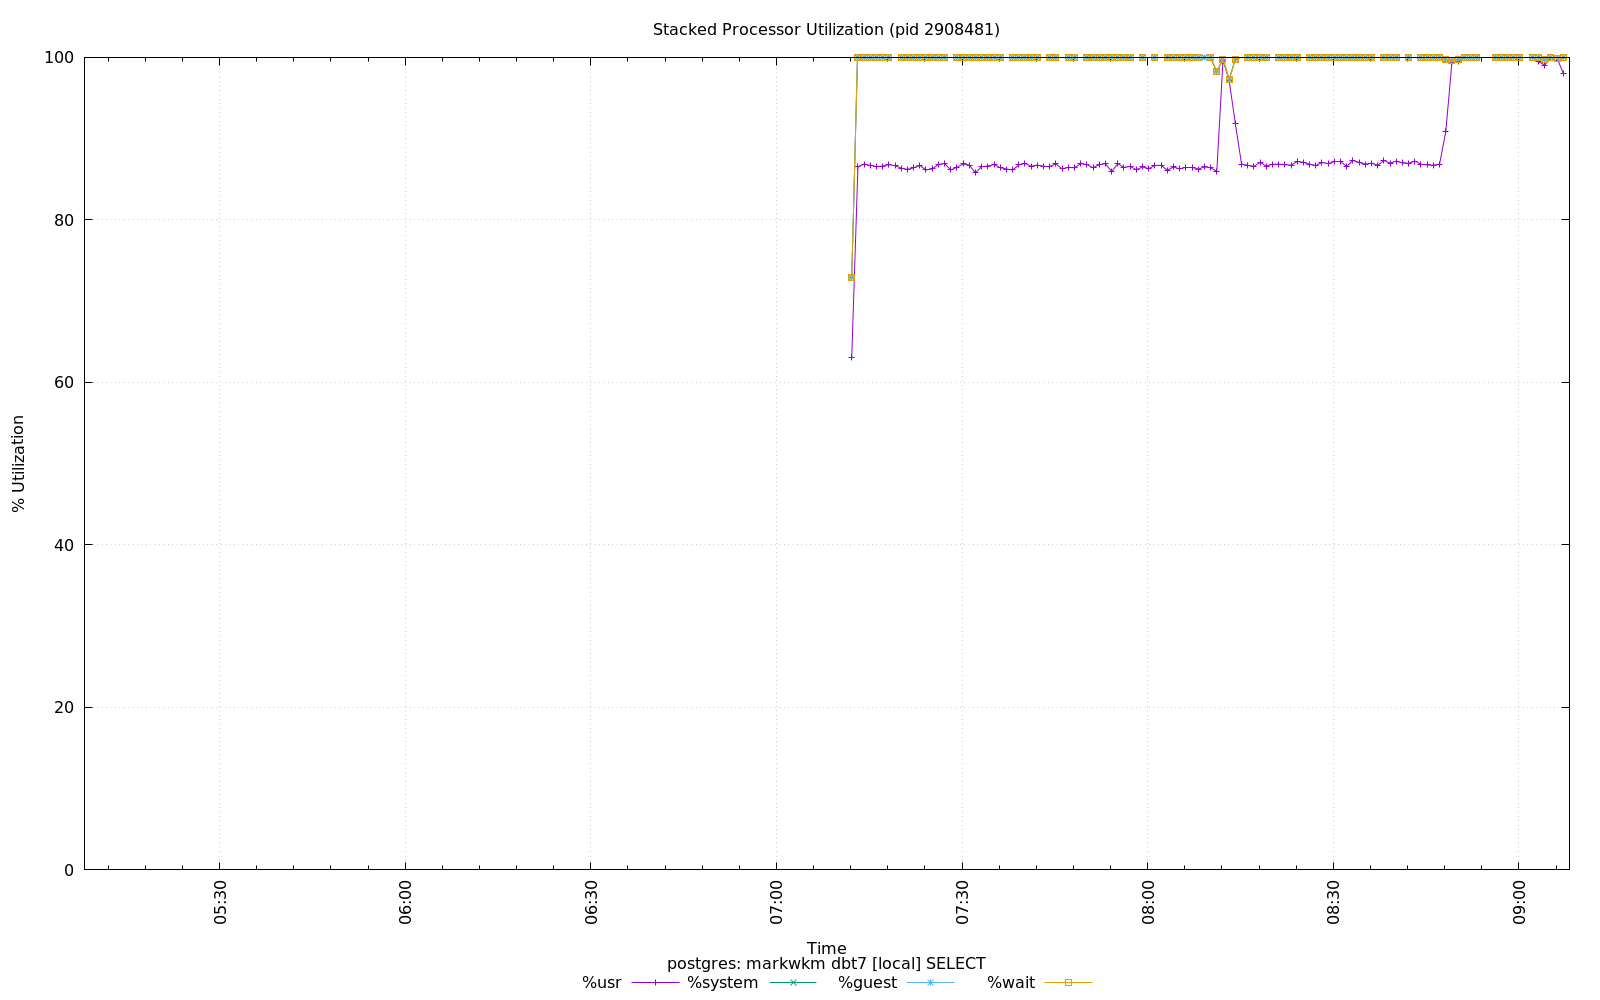 Stacked Processor Utilization (pid 2908481)
100
80
60
40
20
0
% Utilization
05:30
06:00
06:30
07:00
07:30
08:00
08:30
09:00
Time
postgres: markwkm dbt7 [local] SELECT
%usr %system %guest %wait